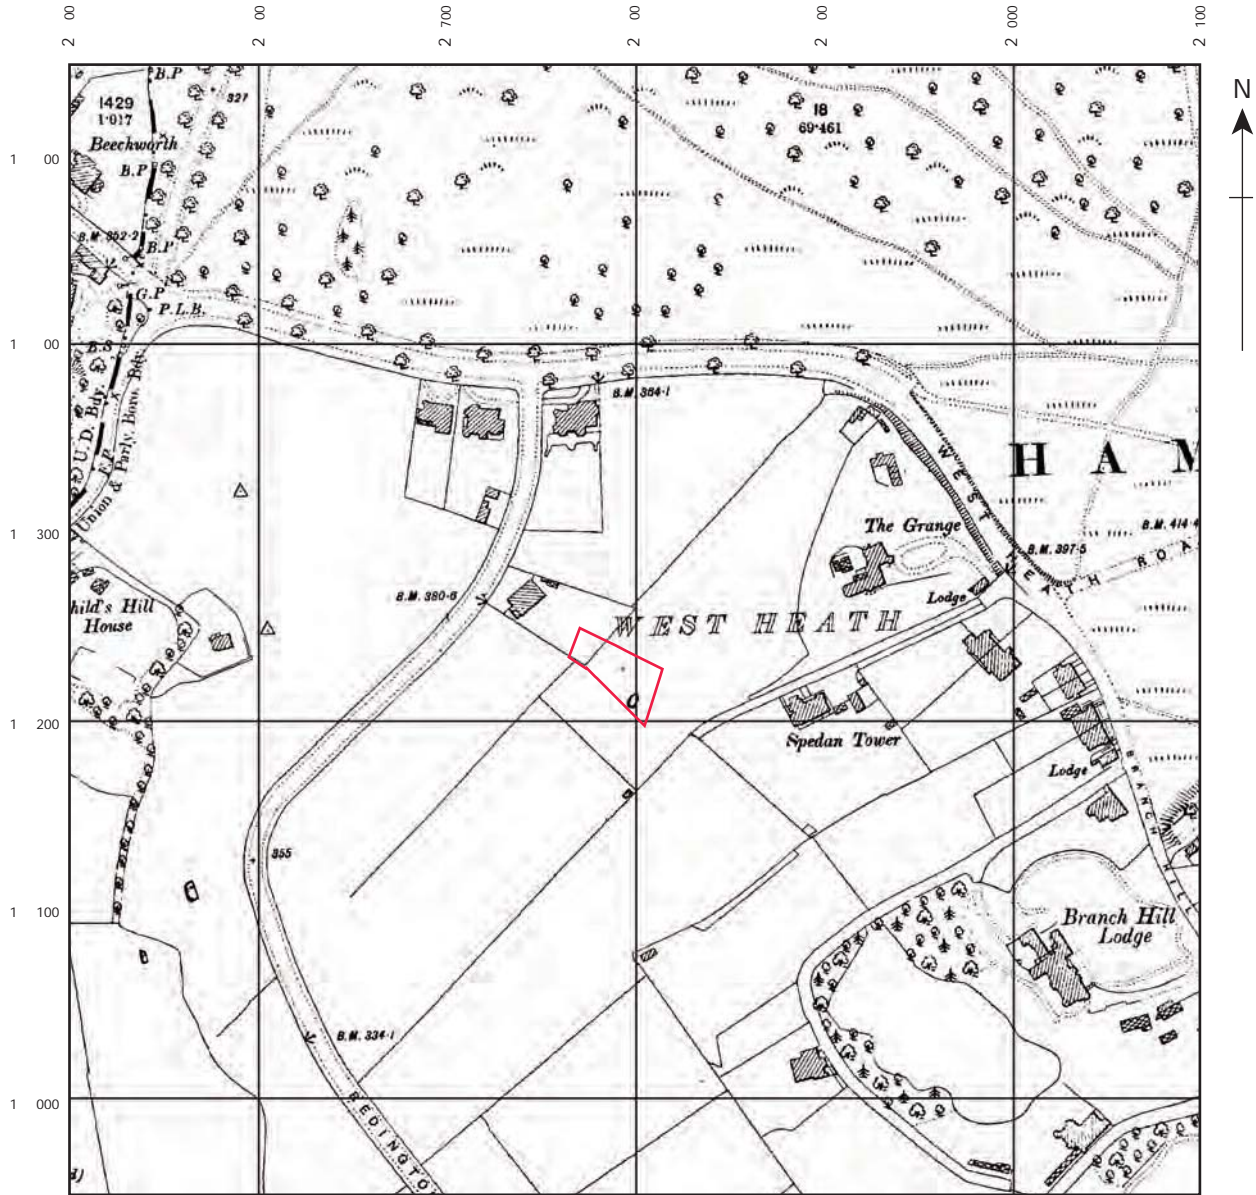 2 00
2 00
2 700
2 00
2 00
2 000
2 100
N
1 00
1 00
1 300
1 200
1 100
1 000
B.P
327
1429
1·017
Beechworth
B.P
18
69·461
B.M. 352·2
B.P
G.P
P.L.B.
B.S
U.D. Bdy
F.P.
Union & Parly. Boro. Bdy.
B.M. 364·1
HAM
WEST
HEATH ROA
B.M. 414·4
B.M. 397·5
The Grange
Lodge
B.M. 380·6
hild's Hill
House
WEST HEATH
C
Spedan Tower
Lodge
BRANCH HILL
355
Branch Hill
Lodge
B.M. 334·1
REDINGTO
d)